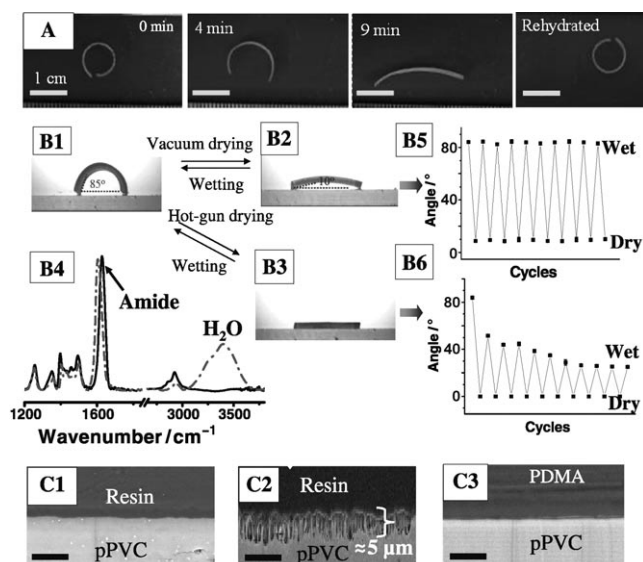 A
0 min
4 min
9 min
Rehydrated
1 cm
B1
85°
Vacuum drying
Wetting
B2
10°
B5
Angle/°
80
40
0
Wet
Dry
Cycles
Hot-gun drying
Wetting
B3
B4
Amide
H2O
1200
1600
3000
3500
Wavenumber/cm−1
B6
Angle/°
80
40
0
Wet
Dry
Cycles
C1
Resin
pPVC
C2
Resin
≈5 μm
pPVC
C3
PDMA
pPVC